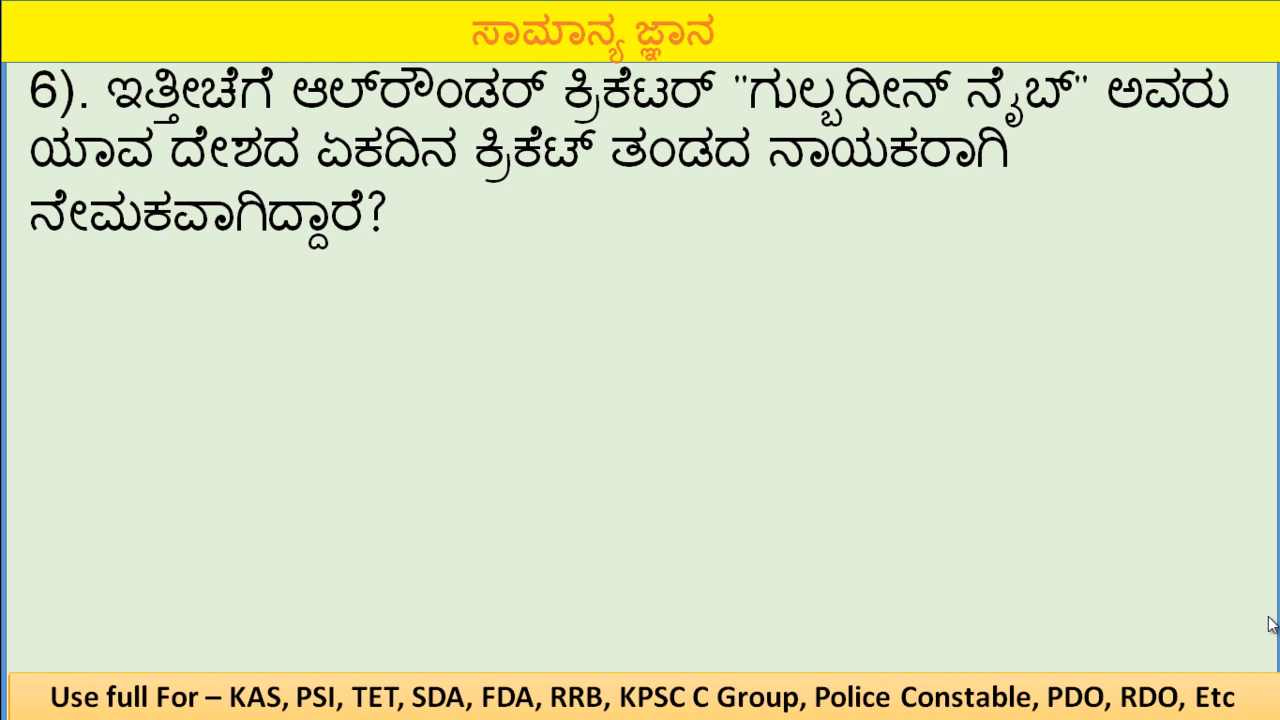 ಸಾಮಾನ್ಯ ಜ್ಞಾನ
6). ಇತ್ತೀಚೆಗೆ ಆಲ್‌ರೌಂಡರ್ ಕ್ರಿಕೆಟರ್ "ಗುಲ್ಬದೀನ್ ನೈಬ್" ಅವರು
ಯಾವ ದೇಶದ ಏಕದಿನ ಕ್ರಿಕೆಟ್ ತಂಡದ ನಾಯಕರಾಗಿ
ನೇಮಕವಾಗಿದ್ದಾರೆ?
Use full For – KAS, PSI, TET, SDA, FDA, RRB, KPSC C Group, Police Constable, PDO, RDO, Etc